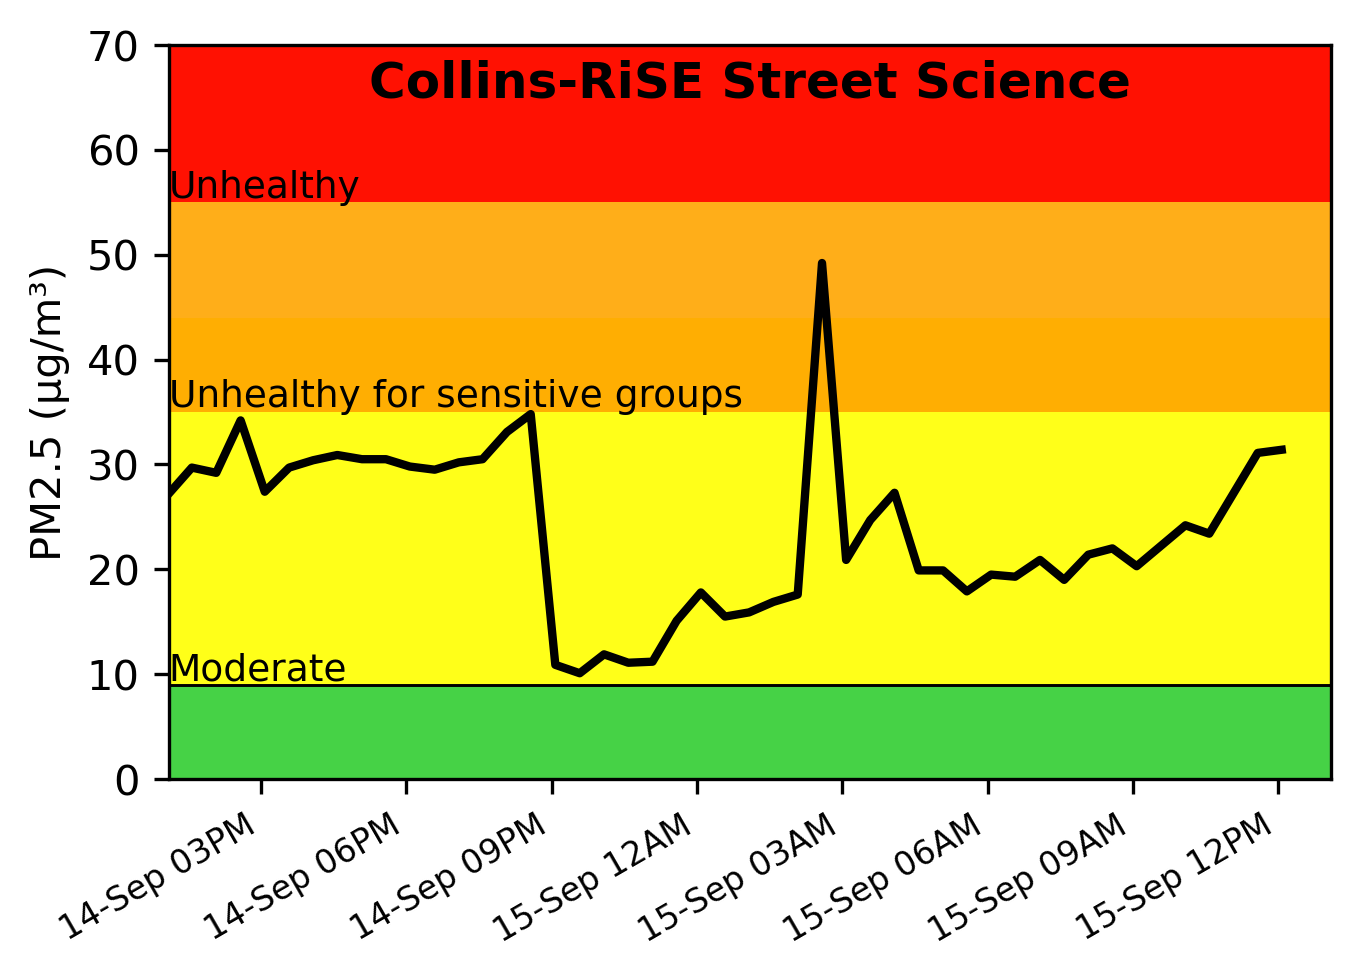 Collins-RiSE Street Science
70
60
Unhealthy
50
40
Unhealthy for sensitive groups
30
20
Moderate
10
0
PM2.5 (µg/m³)
14-Sep 03PM
14-Sep 06PM
14-Sep 09PM
15-Sep 12AM
15-Sep 03AM
15-Sep 06AM
15-Sep 09AM
15-Sep 12PM